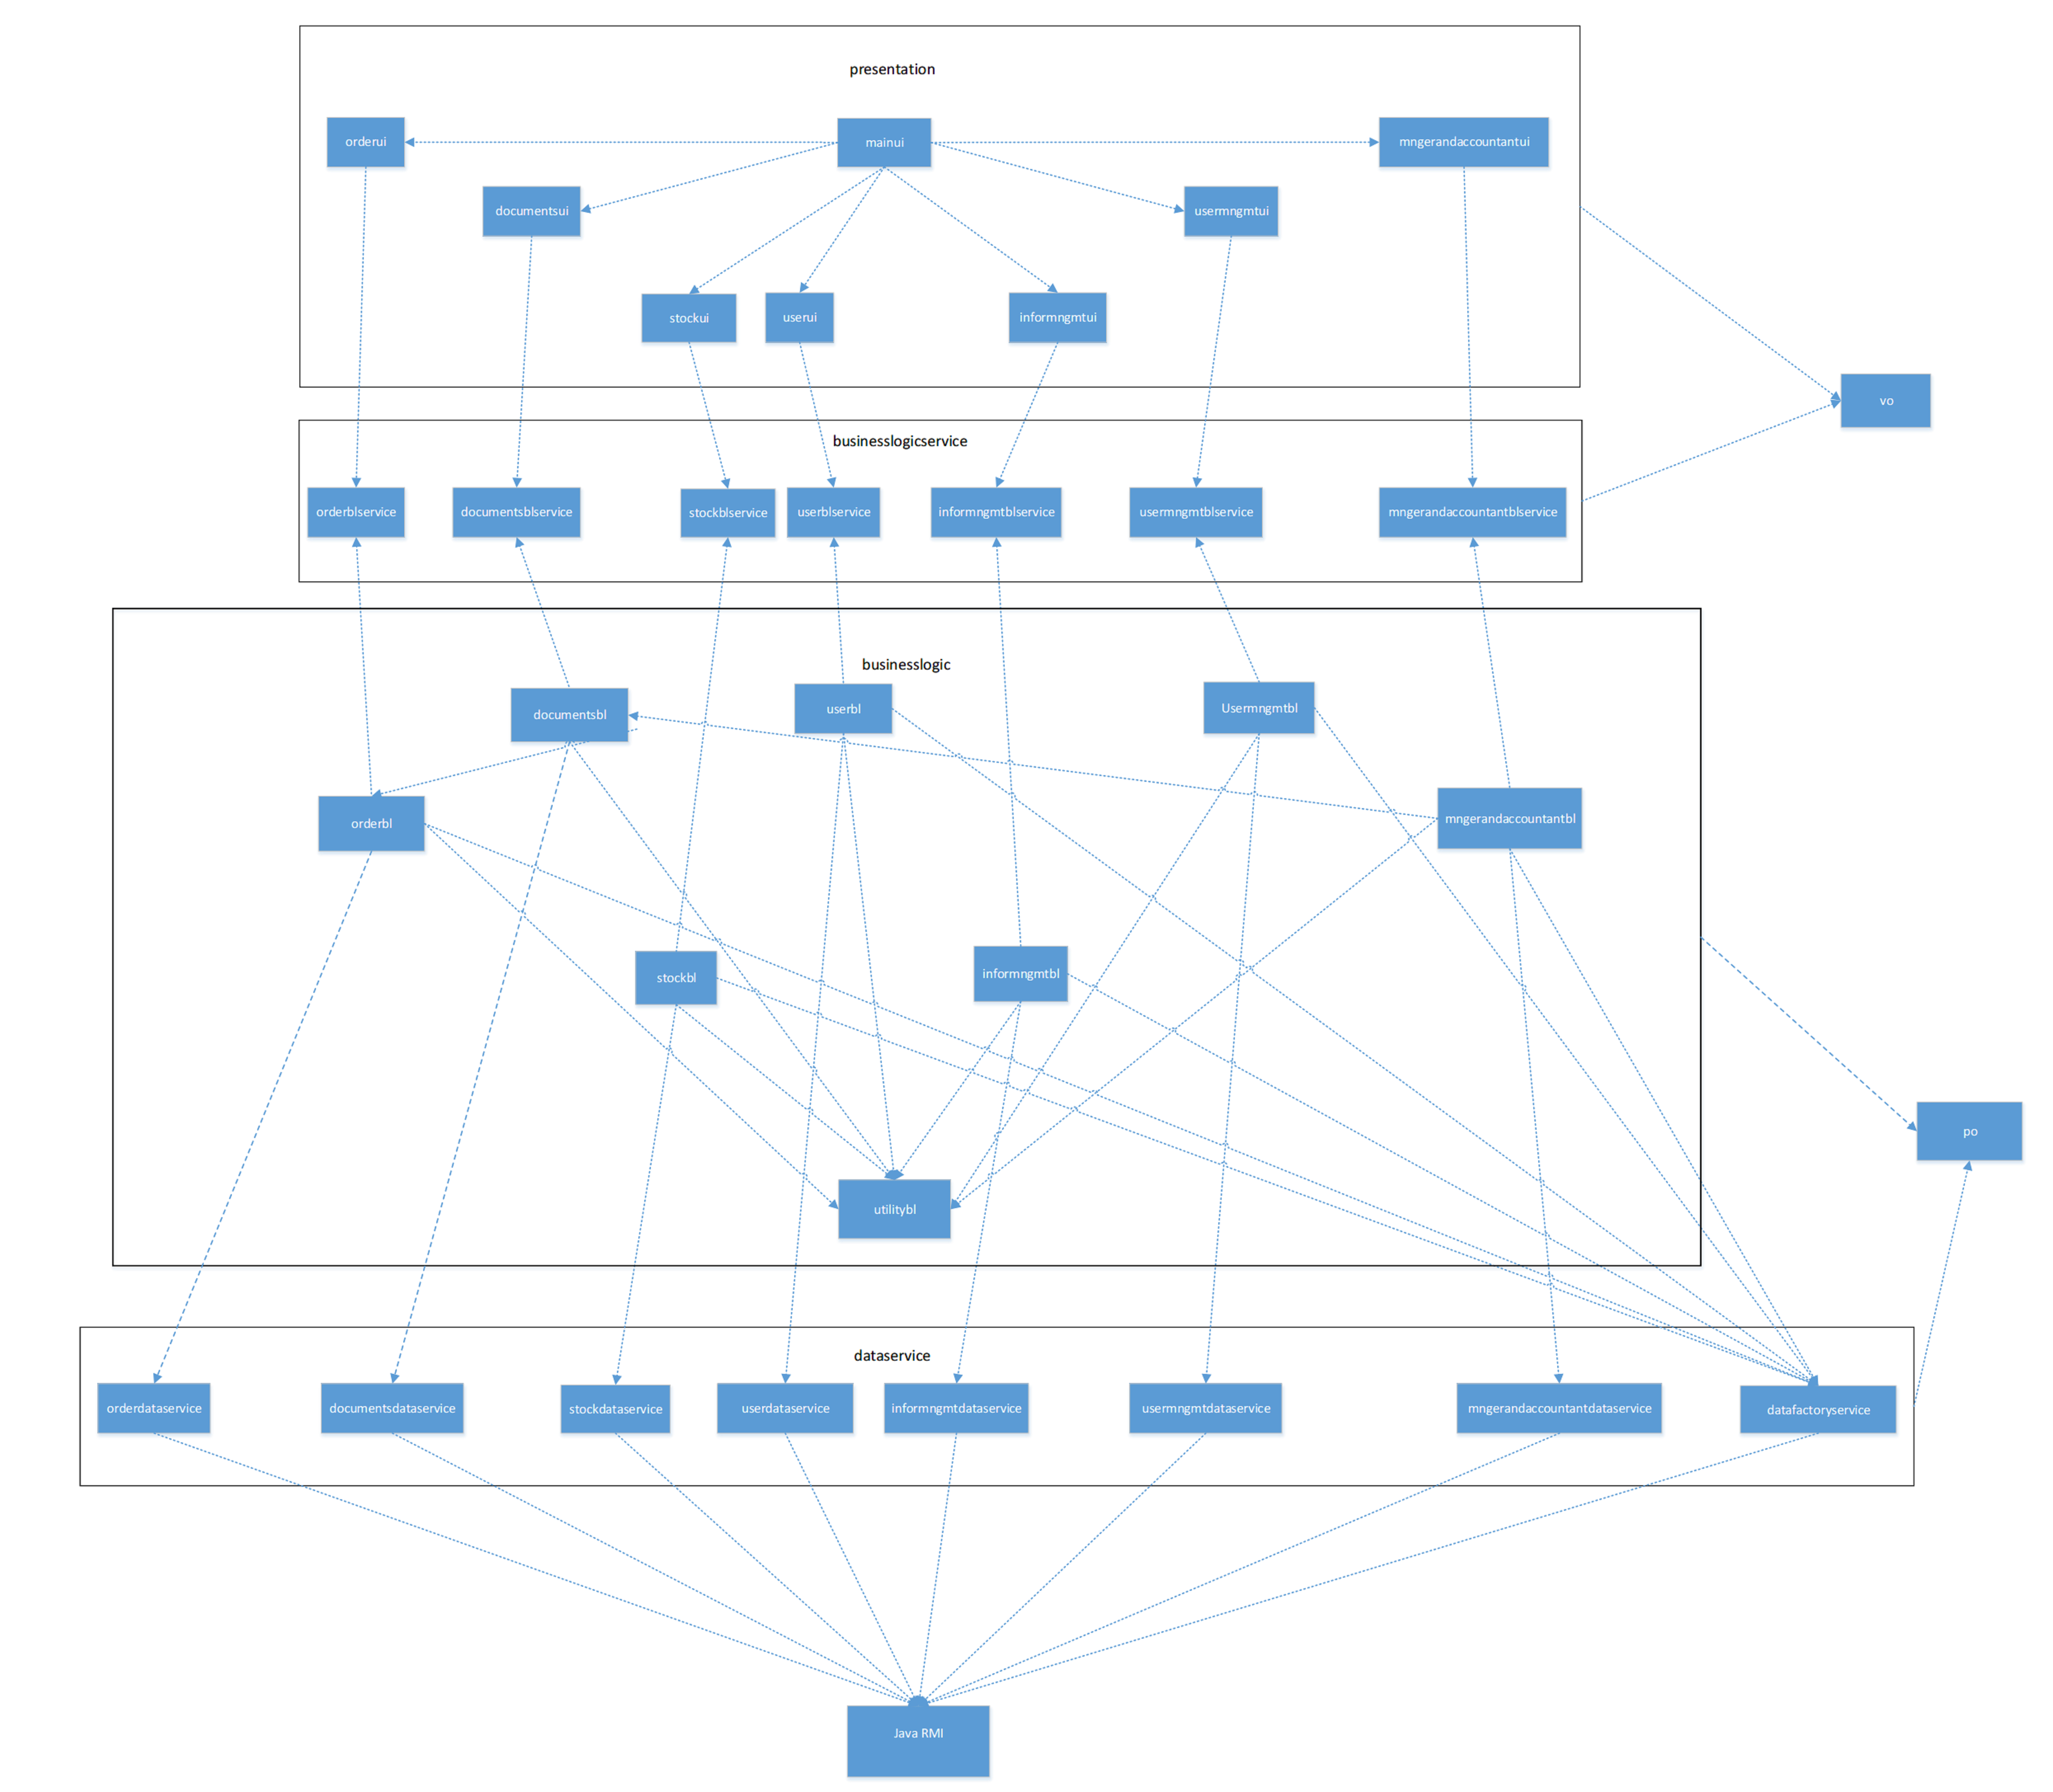 presentation
orderui
mainui
mngerandaccountantui
documentsui
usermngmtui
stockui
userui
informngmtui
vo
businesslogicservice
orderblservice
documentsblservice
stockblservice
userblservice
informngmtblservice
usermngmtblservice
mngerandaccountantblservice
businesslogic
documentsbl
userbl
Usermngmtbl
orderbl
mngerandaccountantbl
stockbl
informngmtbl
po
utilitybl
dataservice
orderdataservice
documentsdataservice
stockdataservice
userdataservice
informngmtdataservice
usermngmtdataservice
mngerandaccountantdataservice
datafactoryservice
Java RMI